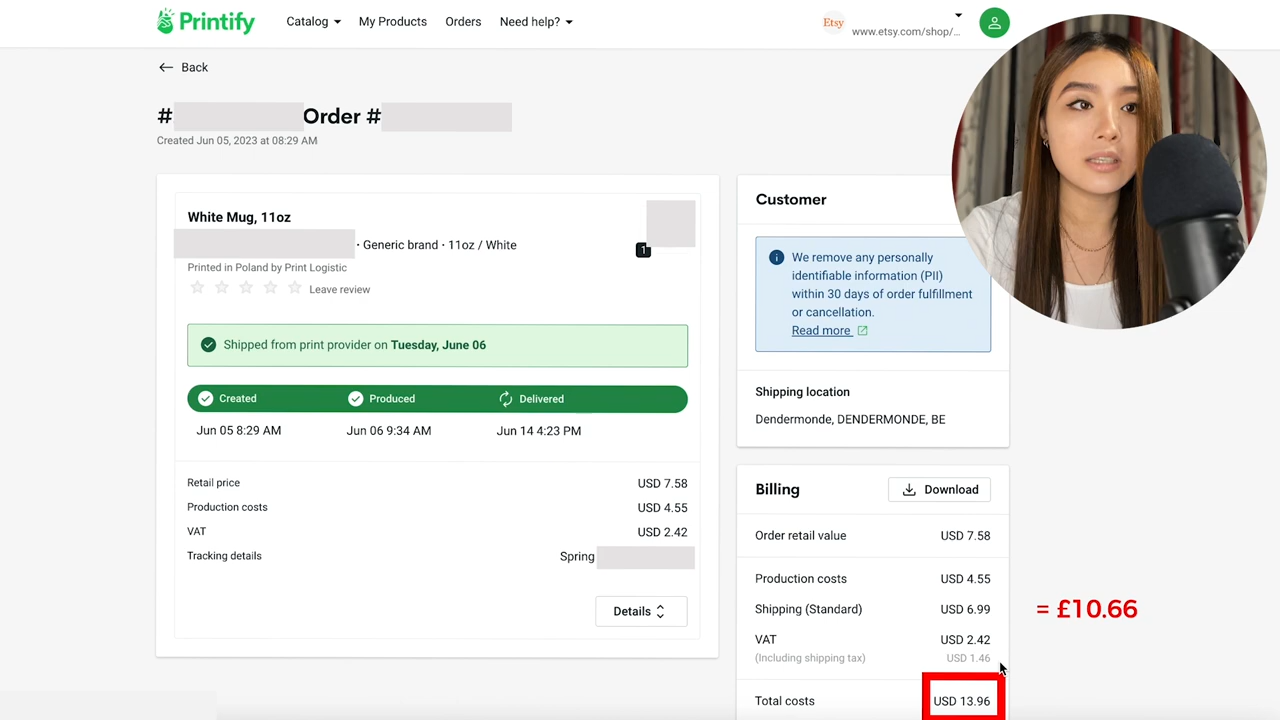 Printify
Catalog
My Products
Orders
Need help?
Etsy
www.etsy.com/shop/...
Back
# Order #
Created Jun 05, 2023 at 08:29 AM
White Mug, 11oz
· Generic brand · 11oz / White
1
Printed in Poland by Print Logistic
Leave review
Shipped from print provider on Tuesday, June 06
Created
Produced
Delivered
Jun 05 8:29 AM
Jun 06 9:34 AM
Jun 14 4:23 PM
Retail price USD 7.58
Production costs USD 4.55
VAT USD 2.42
Tracking details Spring
Details
Customer
We remove any personally
identifiable information (PII)
within 30 days of order fulfillment
or cancellation.
Read more
Shipping location
Dendermonde, DENDERMONDE, BE
Billing
Download
Order retail value USD 7.58
Production costs USD 4.55
Shipping (Standard) USD 6.99
= £10.66
VAT USD 2.42
(Including shipping tax) USD 1.46
Total costs USD 13.96